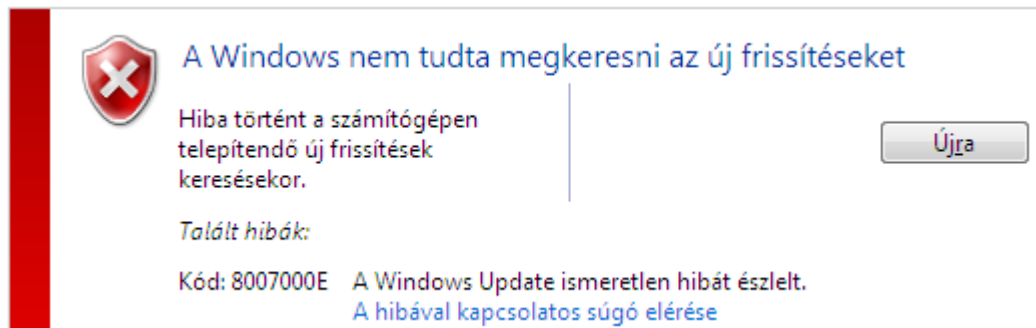 A Windows nem tudta megkeresni az új frissítéseket
Hiba történt a számítógépen
telepítendő új frissítések
keresésekor.
Újra
Talált hibák:
Kód: 8007000E A Windows Update ismeretlen hibát észlelt.
A hibával kapcsolatos súgó elérése